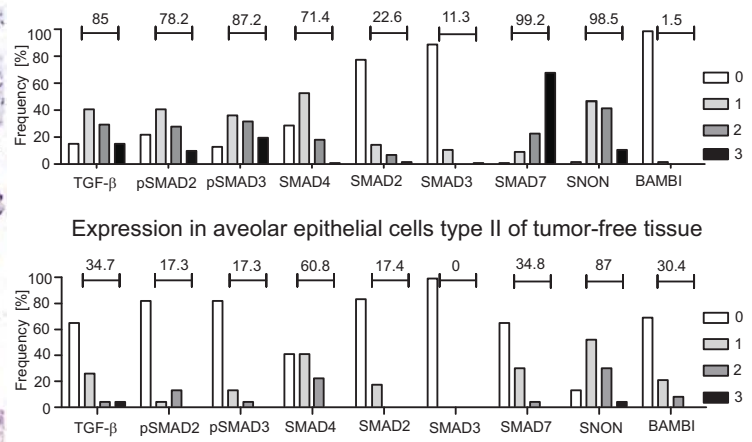 85 78.2 87.2 71.4 22.6 11.3 99.2 98.5 1.5
Frequency [%]
100
80
60
40
20
0
0
1
2
3
TGF-β pSMAD2 pSMAD3 SMAD4 SMAD2 SMAD3 SMAD7 SNON BAMBI
Expression in aveolar epithelial cells type II of tumor-free tissue
34.7 17.3 17.3 60.8 17.4 0 34.8 87 30.4
Frequency [%]
100
80
60
40
20
0
0
1
2
3
TGF-β pSMAD2 pSMAD3 SMAD4 SMAD2 SMAD3 SMAD7 SNON BAMBI